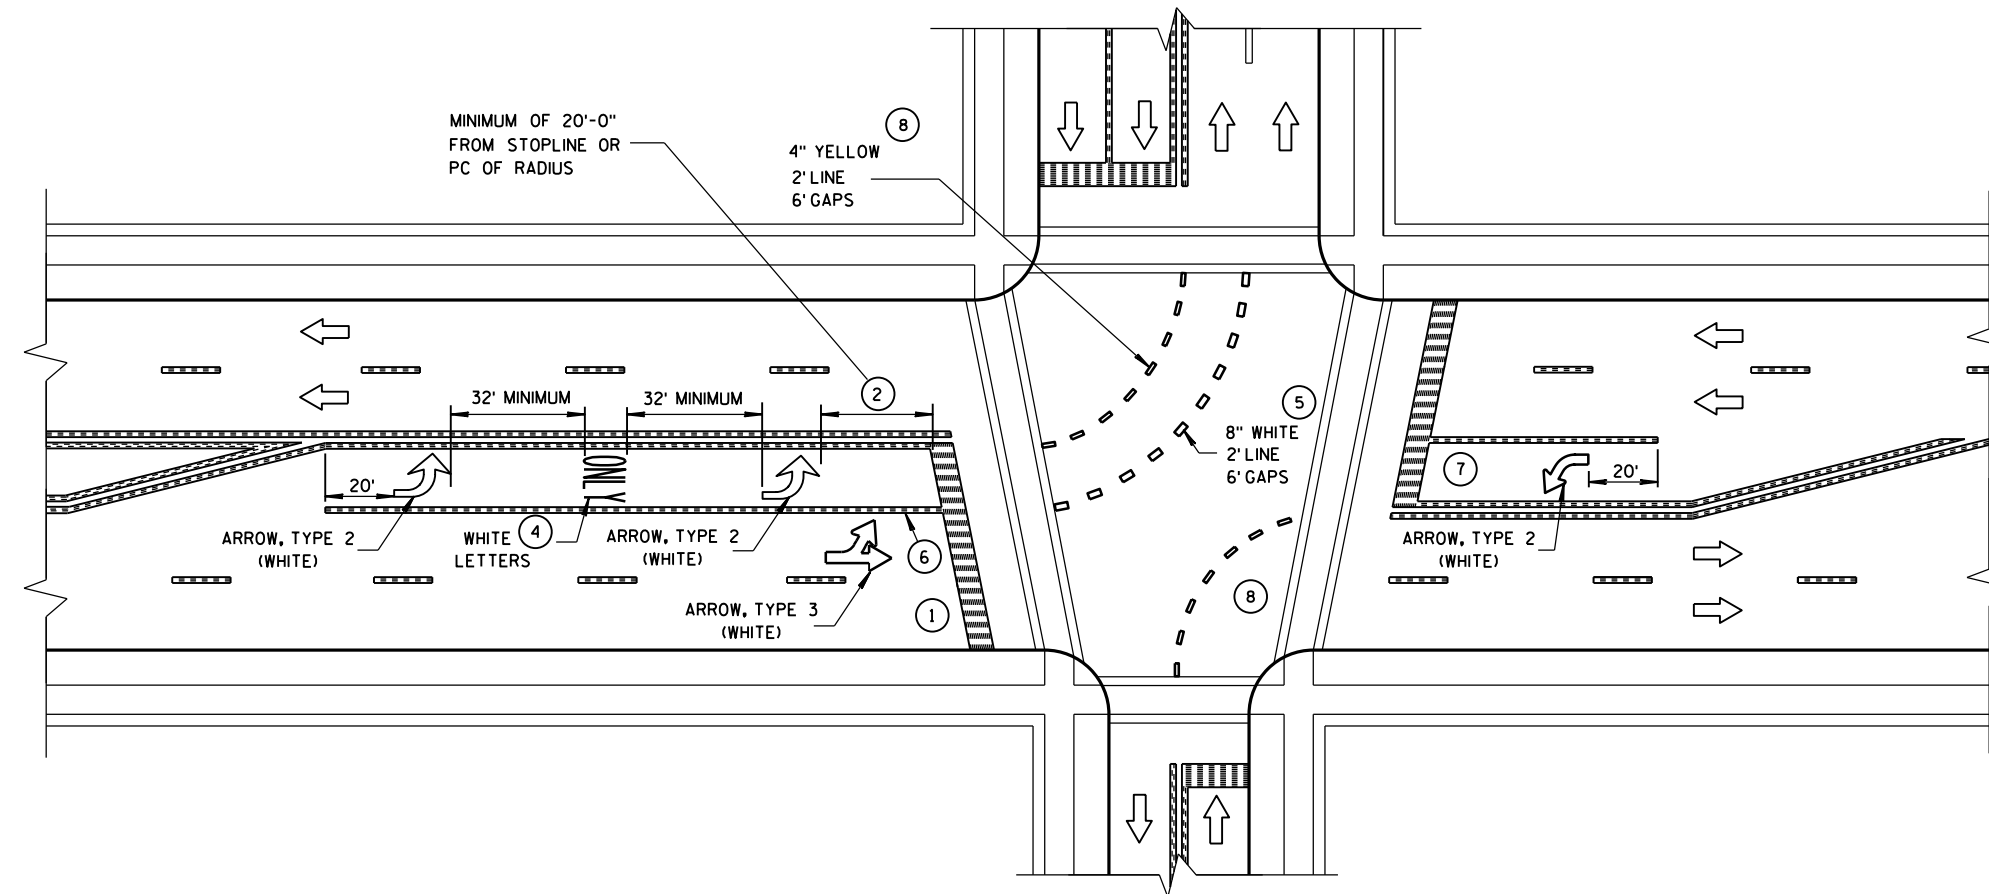 MINIMUM OF 20'-0"
FROM STOPLINE OR
PC OF RADIUS
8
4" YELLOW
2' LINE
6' GAPS
32' MINIMUM
32' MINIMUM
2
5
8" WHITE
2' LINE
6' GAPS
20'
ONLY
7
20'
ARROW, TYPE 2
(WHITE)
WHITE
LETTERS
4
ARROW, TYPE 2
(WHITE)
6
ARROW, TYPE 2
(WHITE)
ARROW, TYPE 3
(WHITE)
1
8